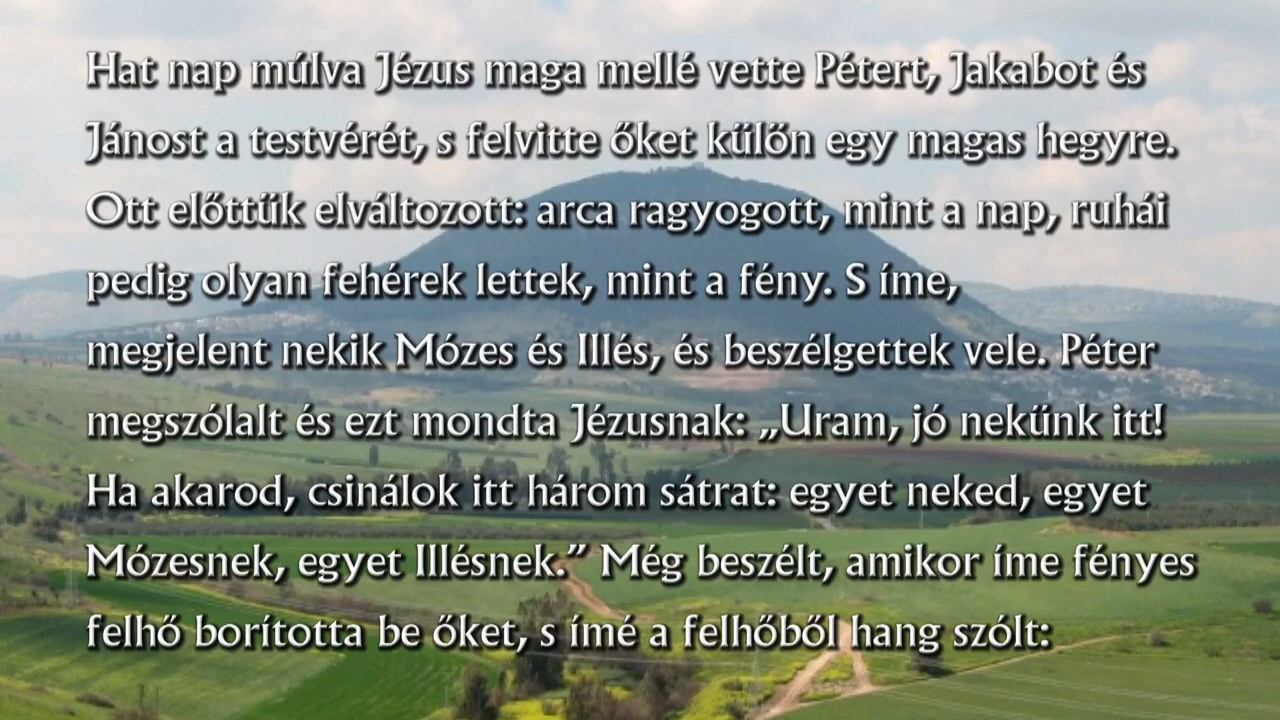 Hat nap múlva Jézus maga mellé vette Pétert, Jakabot és
Jánost a testvérét, s felvitte őket külön egy magas hegyre.
Ott előttük elváltozott: arca ragyogott, mint a nap, ruhái
pedig olyan fehérek lettek, mint a fény. S íme,
megjelent nekik Mózes és Illés, és beszélgettek vele. Péter
megszólalt és ezt mondta Jézusnak: „Uram, jó nekünk itt!
Ha akarod, csinálok itt három sátrat: egyet neked, egyet
Mózesnek, egyet Illésnek.” Még beszélt, amikor íme fényes
felhő borította be őket, s ímé a felhőből hang szólt: